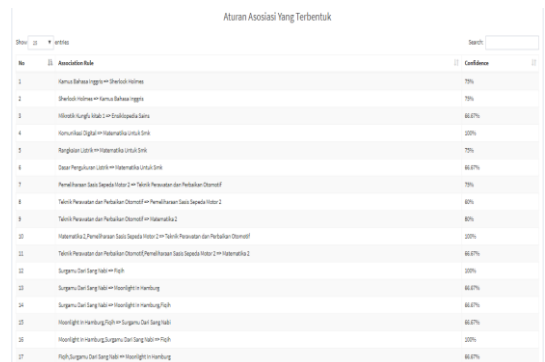 Aturan Asosiasi Yang Terbentuk
Show 25 entries Search:
No Association Rule Confidence
1 Kamus Bahasa Inggris => Sherlock Holmes 75%
2 Sherlock Holmes => Kamus Bahasa Inggris 75%
3 Mikrotik Kungfu Kitab 1 => Ensiklopedia Sains 66.67%
4 Komunikasi Digital => Matematika Untuk Smk 100%
5 Rangkaian Listrik => Matematika Untuk Smk 75%
6 Dasar Pengukuran Listrik => Matematika Untuk Smk 66.67%
7 Pemeliharaan Sasis Sepeda Motor 2 => Teknik Perawatan dan Perbaikan Otomotif 75%
8 Teknik Perawatan dan Perbaikan Otomotif => Pemeliharaan Sasis Sepeda Motor 2 60%
9 Teknik Perawatan dan Perbaikan Otomotif => Matematika 2 60%
10 Matematika 2,Pemeliharaan Sasis Sepeda Motor 2 => Teknik Perawatan dan Perbaikan Otomotif 100%
11 Teknik Perawatan dan Perbaikan Otomotif,Pemeliharaan Sasis Sepeda Motor 2 => Matematika 2 66.67%
12 Surgamu Dari Sang Nabi => Fiqih 100%
13 Surgamu Dari Sang Nabi => Moonlight in Hamburg 66.67%
14 Surgamu Dari Sang Nabi => Moonlight in Hamburg,Fiqih 66.67%
15 Moonlight in Hamburg,Fiqih => Surgamu Dari Sang Nabi 66.67%
16 Moonlight in Hamburg,Surgamu Dari Sang Nabi => Fiqih 100%
17 Fiqih,Surgamu Dari Sang Nabi => Moonlight in Hamburg 66.67%